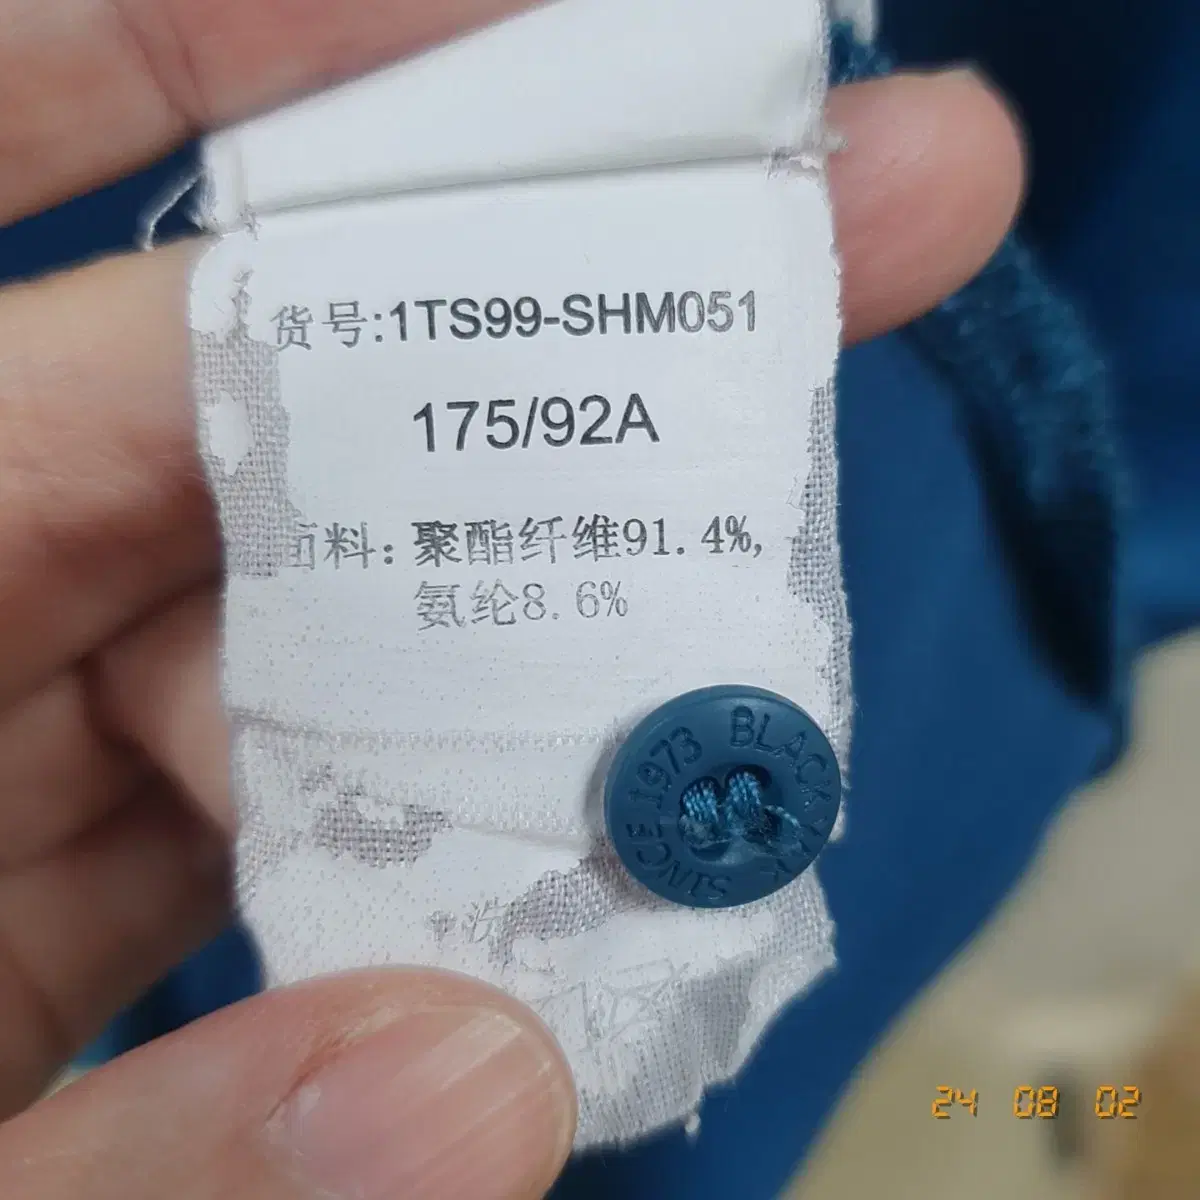 货号:1TS99-SHM051
175/92A
面料: 聚酯纤维91.4%,
氨纶8.6%
BLACKYAK SINCE 1973
24 08 02